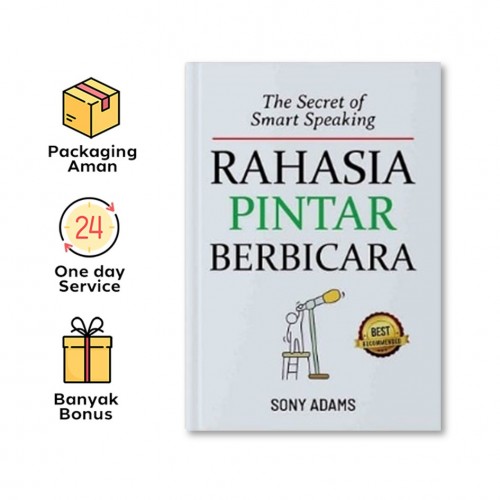 Packaging
Aman
24
One day
Service
Banyak
Bonus
The Secret of
Smart Speaking
RAHASIA
PINTAR
BERBICARA
BEST
RECOMMENDED
SONY ADAMS